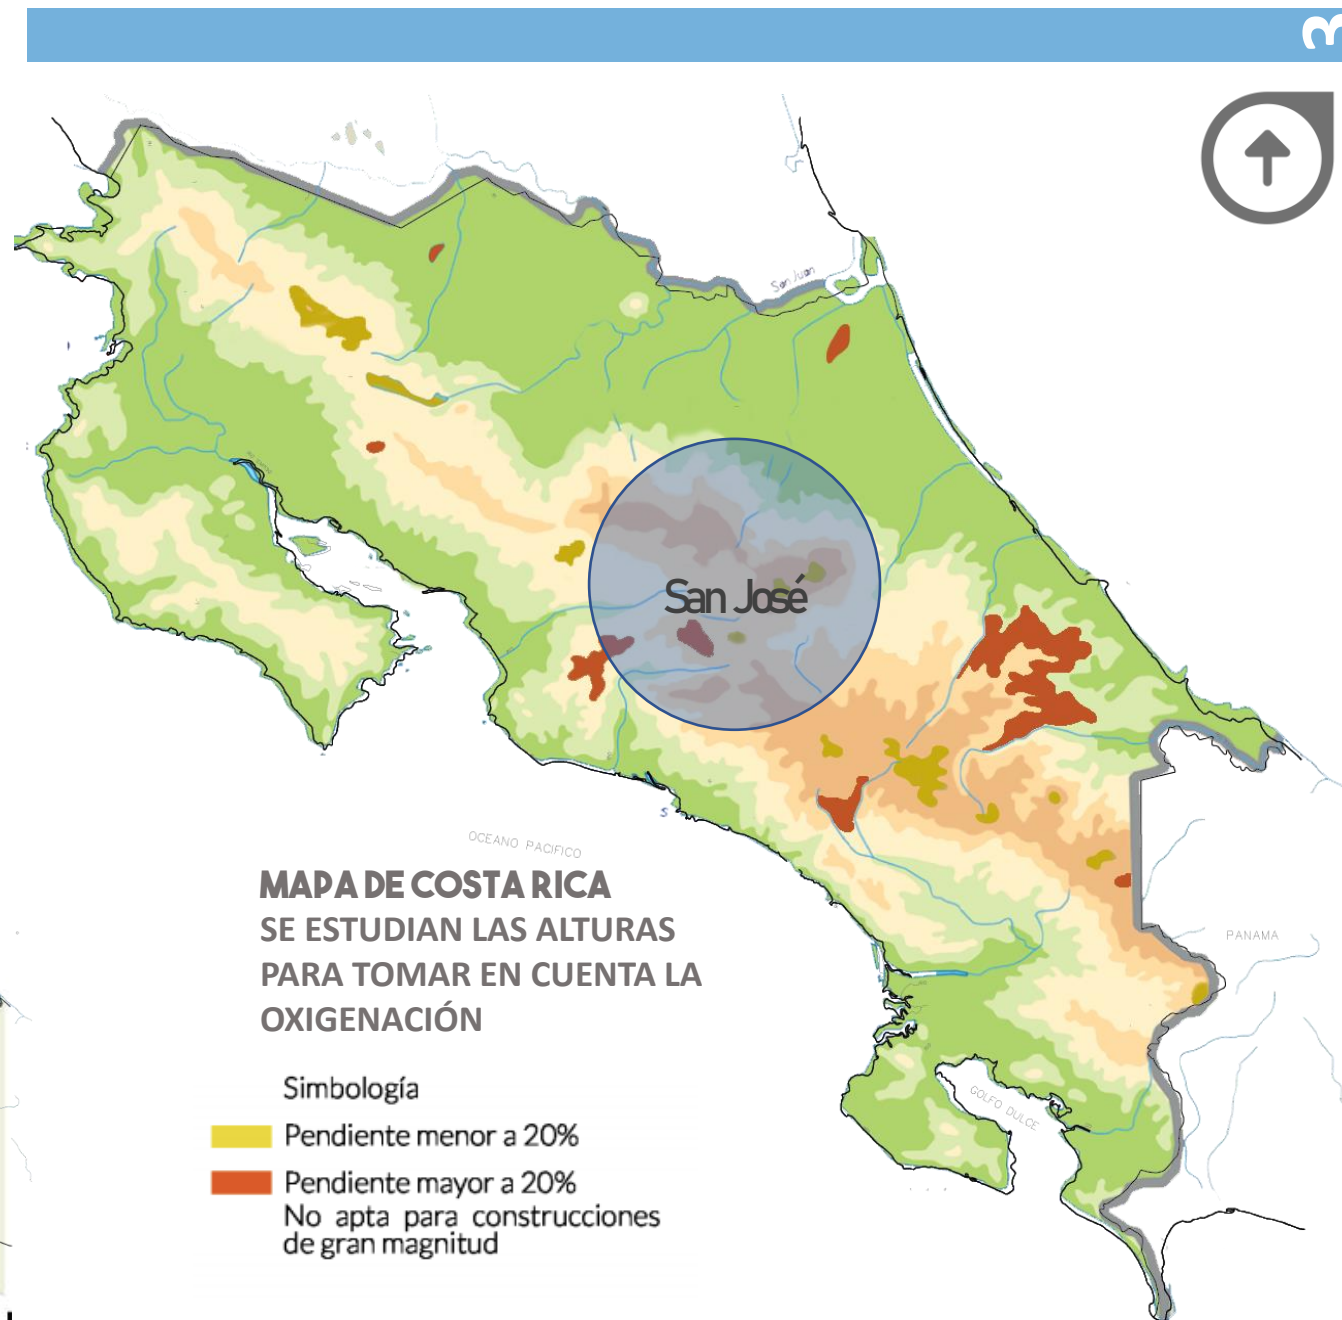 3
San Juan
San José
OCEANO PACIFICO
MAPA DE COSTA RICA
SE ESTUDIAN LAS ALTURAS
PARA TOMAR EN CUENTA LA
OXIGENACIÓN
PANAMA
GOLFO DULCE
Simbología
Pendiente menor a 20%
Pendiente mayor a 20%
No apta para construcciones
de gran magnitud